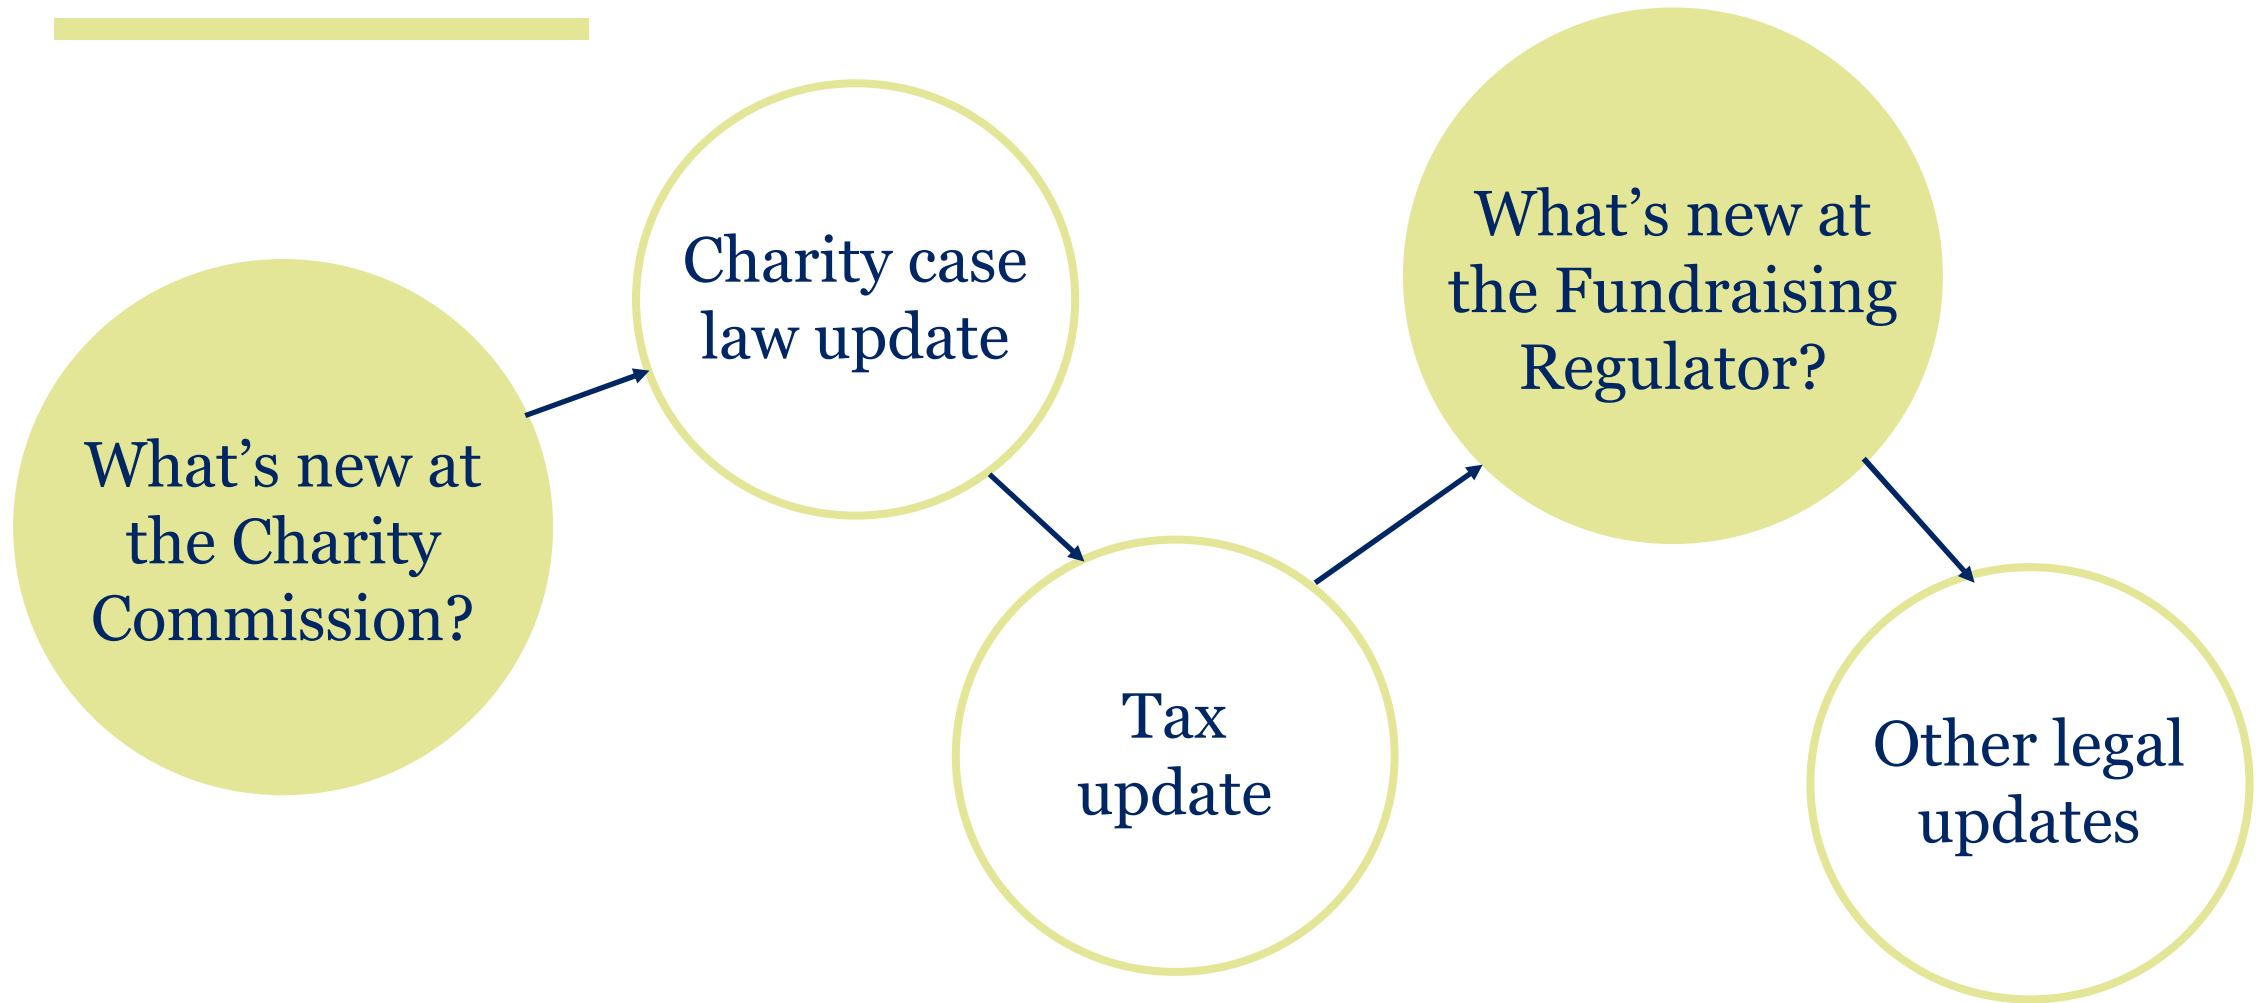 What’s new at
the Charity
Commission?
Charity case
law update
Tax
update
What’s new at
the Fundraising
Regulator?
Other legal
updates